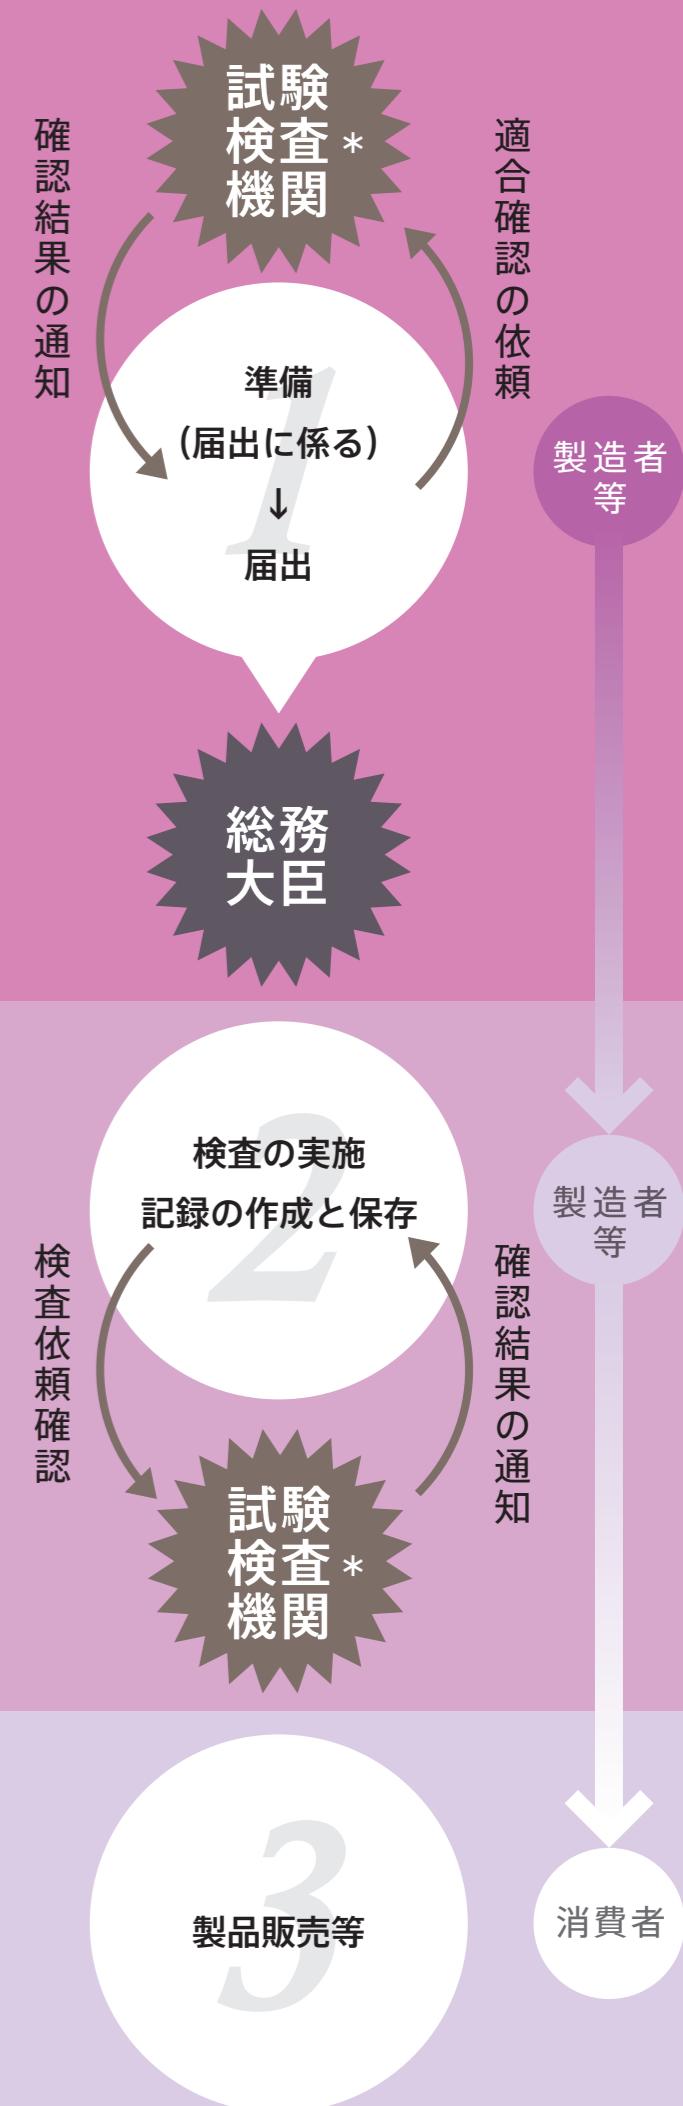 試験
検査*
機関
確認結果の通知
適合確認の依頼
1
準備
(届出に係る)
↓
届出
製造者
等
総務
大臣
2
検査の実施
記録の作成と保存
製造者
等
検査依頼確認
確認結果の通知
試験
検査*
機関
3
製品販売等
消費者